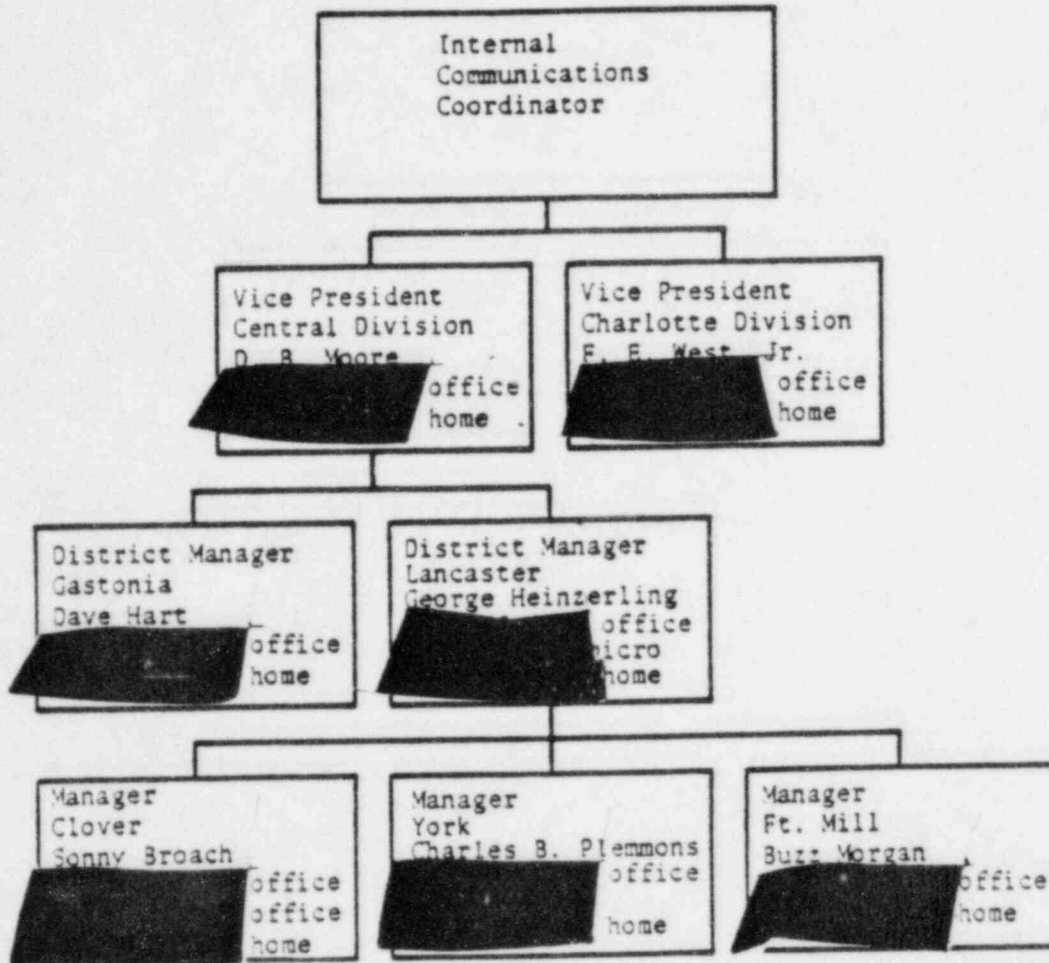 Internal
Communications
Coordinator
Vice President
Central Division
D. B. Moore
office
home
Vice President
Charlotte Division
E. West, Jr.
office
home
District Manager
Gastonia
Dave Hart
office
home
District Manager
Lancaster
George Heinzerling
office
micro
home
Manager
Clover
Sonny Broach
office
office
home
Manager
York
Charles B. Plemmons
office
home
Manager
Ft. Mill
Buzz Morgan
office
home